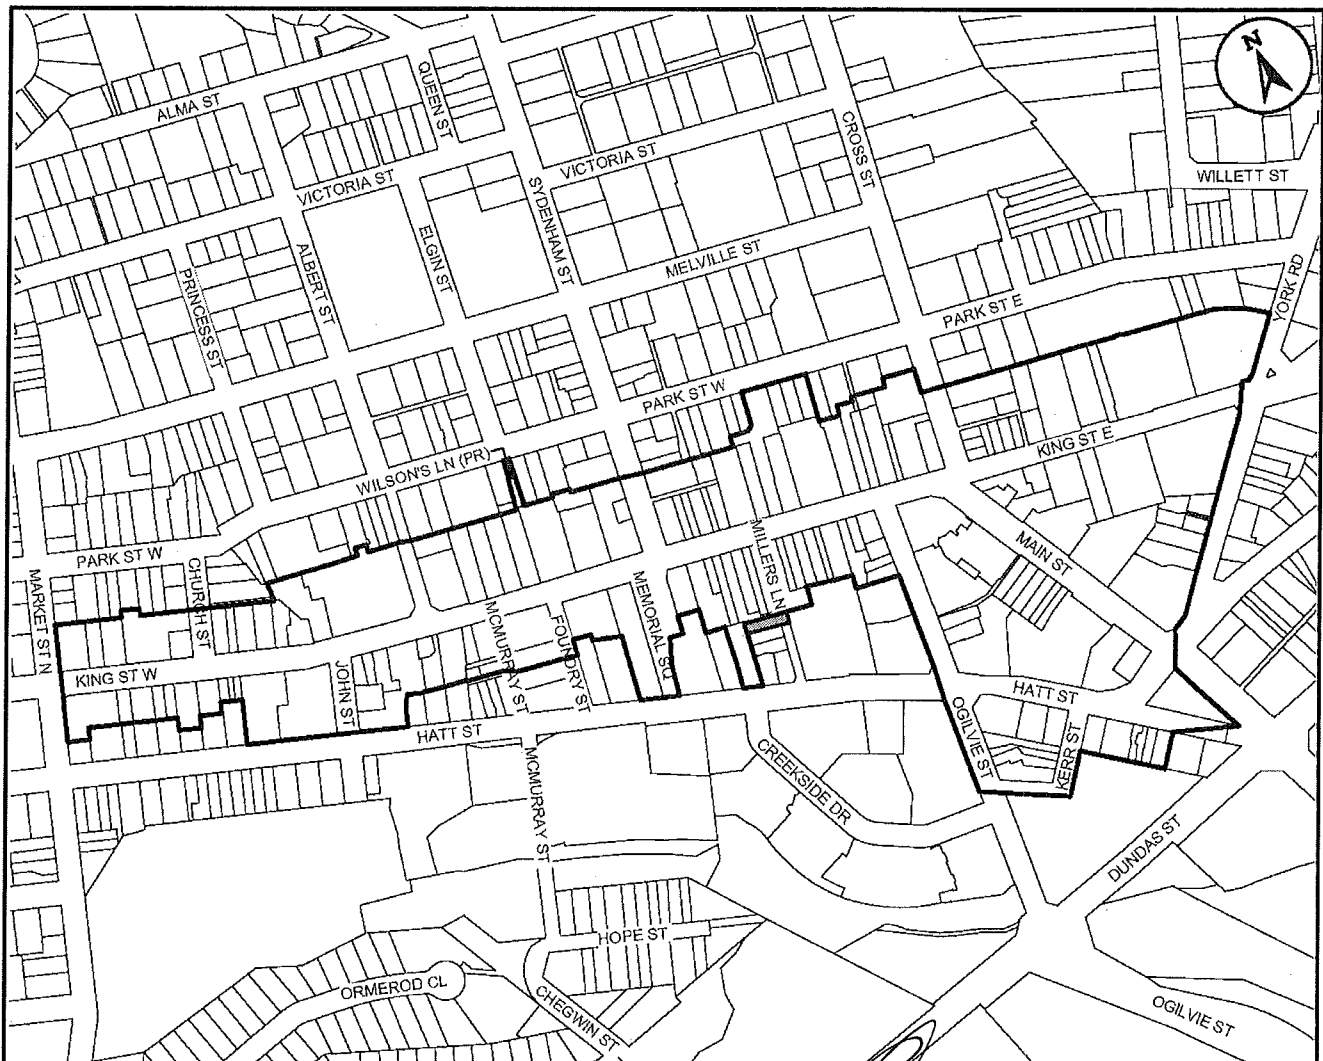 N
ALMA ST
QUEEN ST
VICTORIA ST
VICTORIA ST
CROSS ST
WILLETT ST
SYDENHAM ST
ELGIN ST
ALBERT ST
PRINCESS ST
MELVILLE ST
YORK RD
PARK ST E
PARK ST W
KING ST E
WILSON'S LN (PR)
MILLERS LN
MAIN ST
PARK ST W
CHURCH ST
MARKET ST N
MEMORIAL SQ
MCMURRAY ST
FOUNDRY ST
KING ST W
JOHN ST
HATT ST
HATT ST
OGILVIE ST
KERR ST
CREEKSIDE DR
MCMURRAY ST
DUNDAS ST
HOPE ST
ORMEROD CL
CHEGWIN ST
OGILVIE ST